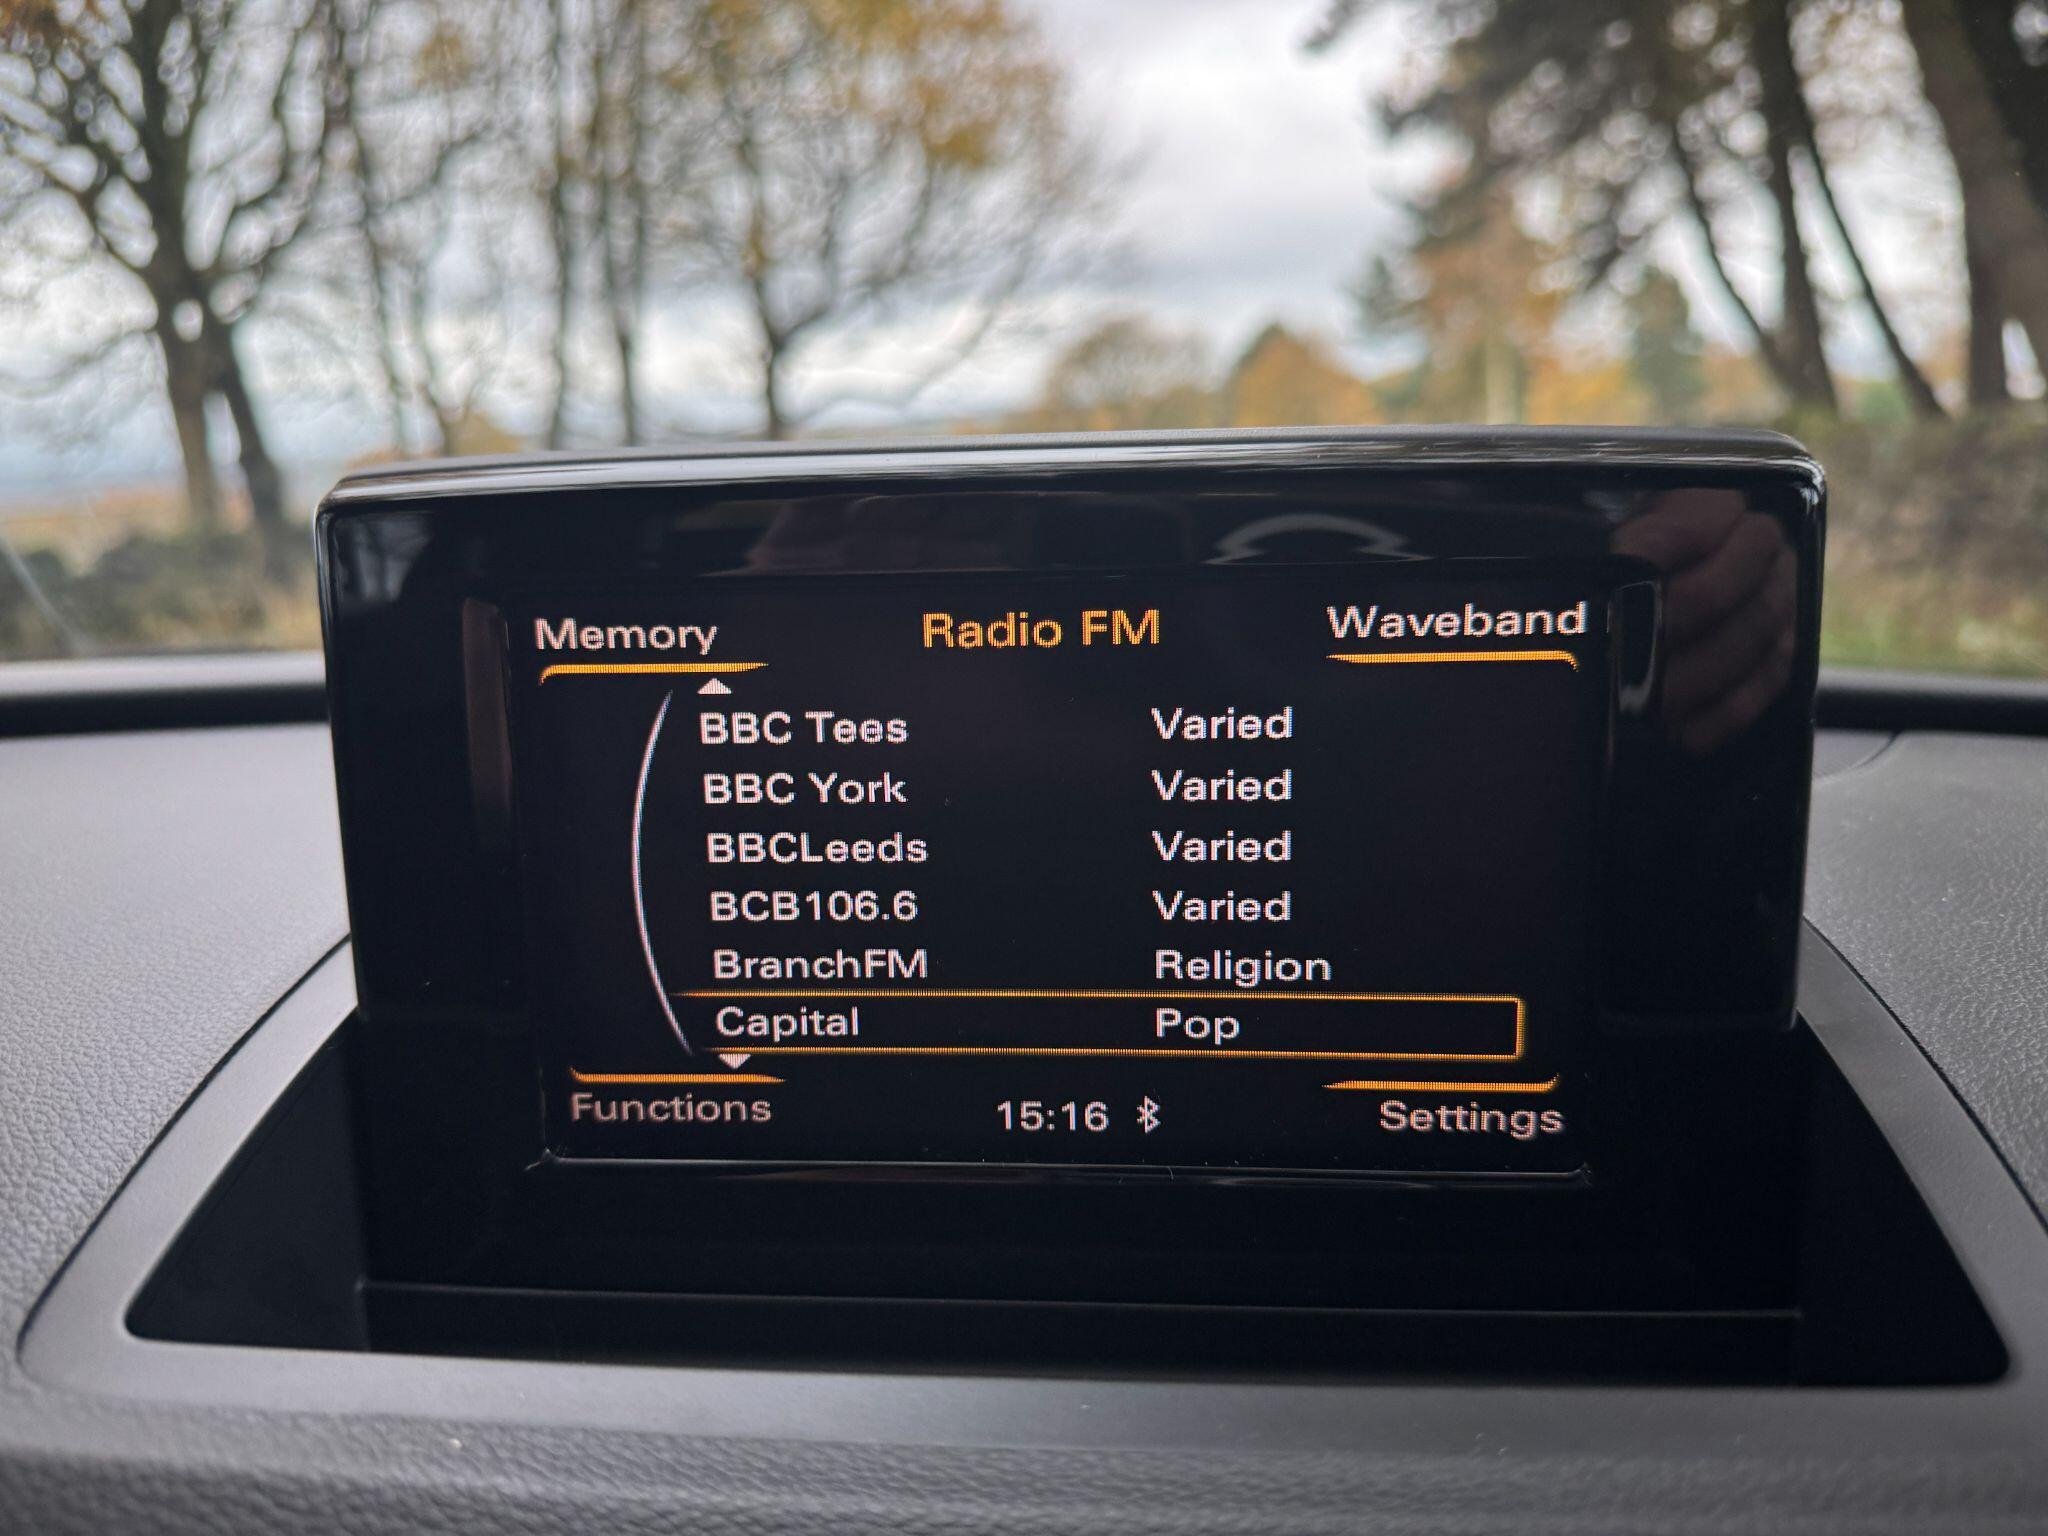 Memory Radio FM Waveband
BBC Tees Varied
BBC York Varied
BBCLeeds Varied
BCB106.6 Varied
BranchFM Religion
Capital Pop
Functions 15:16 Settings